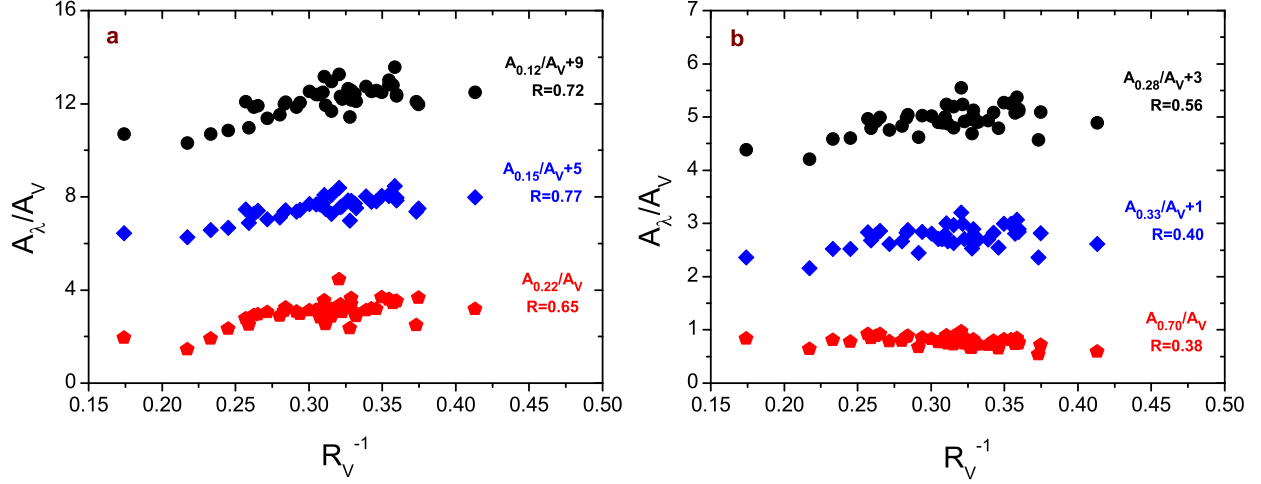 a
16
12
8
4
0
A0.12/AV+9
R=0.72
A0.15/AV+5
R=0.77
A0.22/AV
R=0.65
0.15 0.20 0.25 0.30 0.35 0.40 0.45 0.50
Aλ/AV
RV-1
b
7
6
5
4
3
2
1
0
A0.28/AV+3
R=0.56
A0.33/AV+1
R=0.40
A0.70/AV
R=0.38
0.15 0.20 0.25 0.30 0.35 0.40 0.45 0.50
Aλ/AV
RV-1